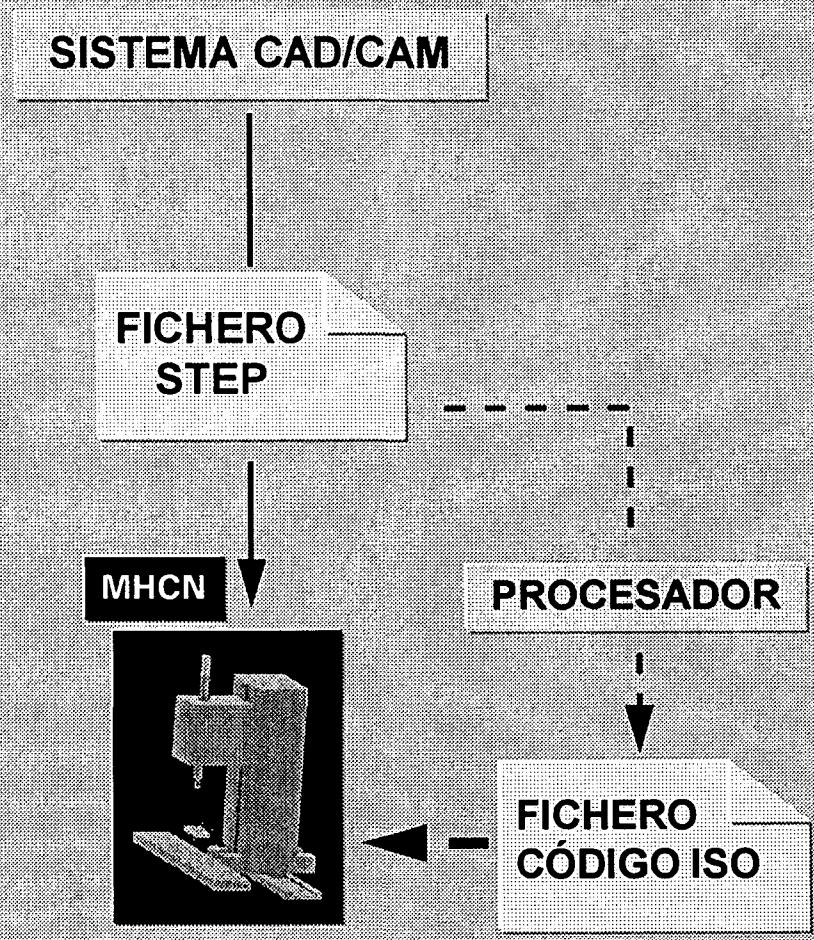 SISTEMA CAD/CAM
FICHERO
STEP
MHCN
PROCESADOR
FICHERO
CÓDIGO ISO